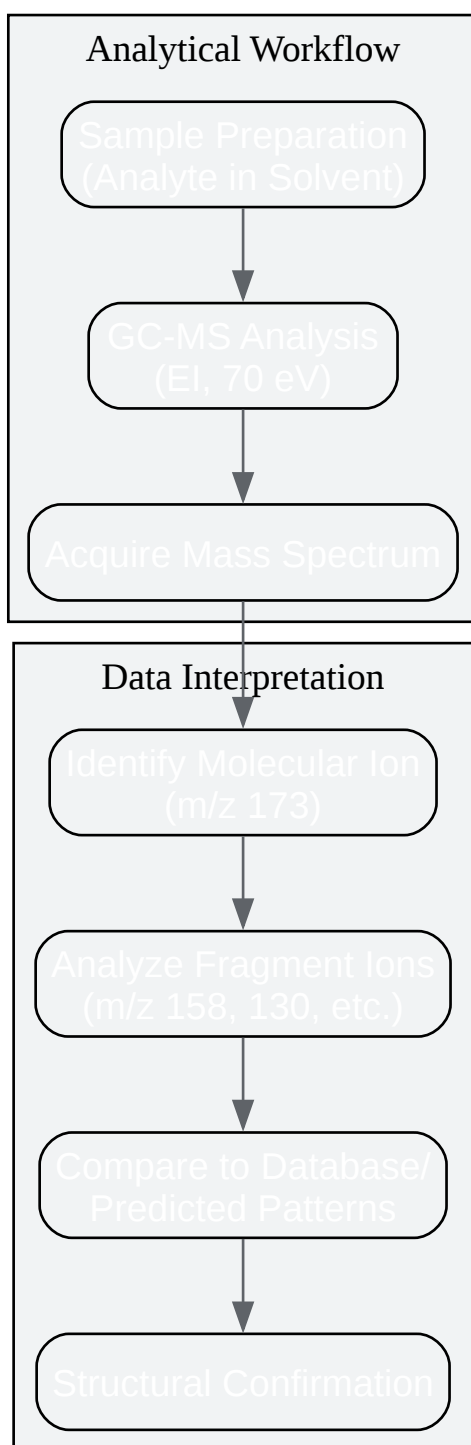 Analytical Workflow
Sample Preparation
(Analyte in Solvent)
GC-MS Analysis
(EI, 70 eV)
Acquire Mass Spectrum
Data Interpretation
Identify Molecular Ion
(m/z 173)
Analyze Fragment Ions
(m/z 158, 130, etc.)
Compare to Database/
Predicted Patterns
Structural Confirmation